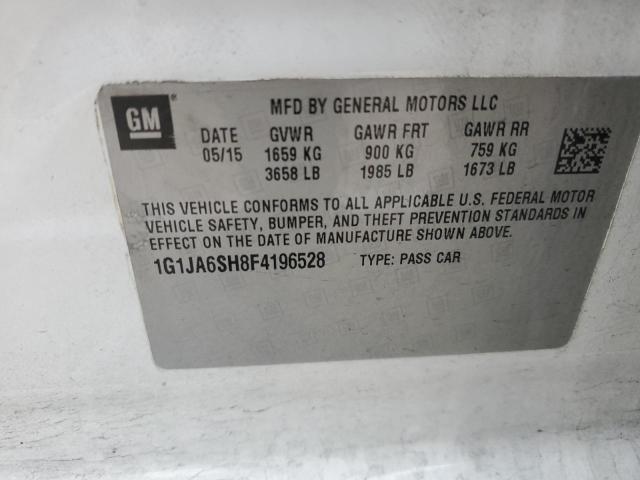 GM ® MFD BY GENERAL MOTORS LLC
DATE GVWR GAWR FRT GAWR RR
05/15 1659 KG 900 KG 759 KG
3658 LB 1985 LB 1673 LB
THIS VEHICLE CONFORMS TO ALL APPLICABLE U.S. FEDERAL MOTOR
VEHICLE SAFETY, BUMPER, AND THEFT PREVENTION STANDARDS IN
EFFECT ON THE DATE OF MANUFACTURE SHOWN ABOVE.
1G1JA6SH8F4196528 TYPE: PASS CAR